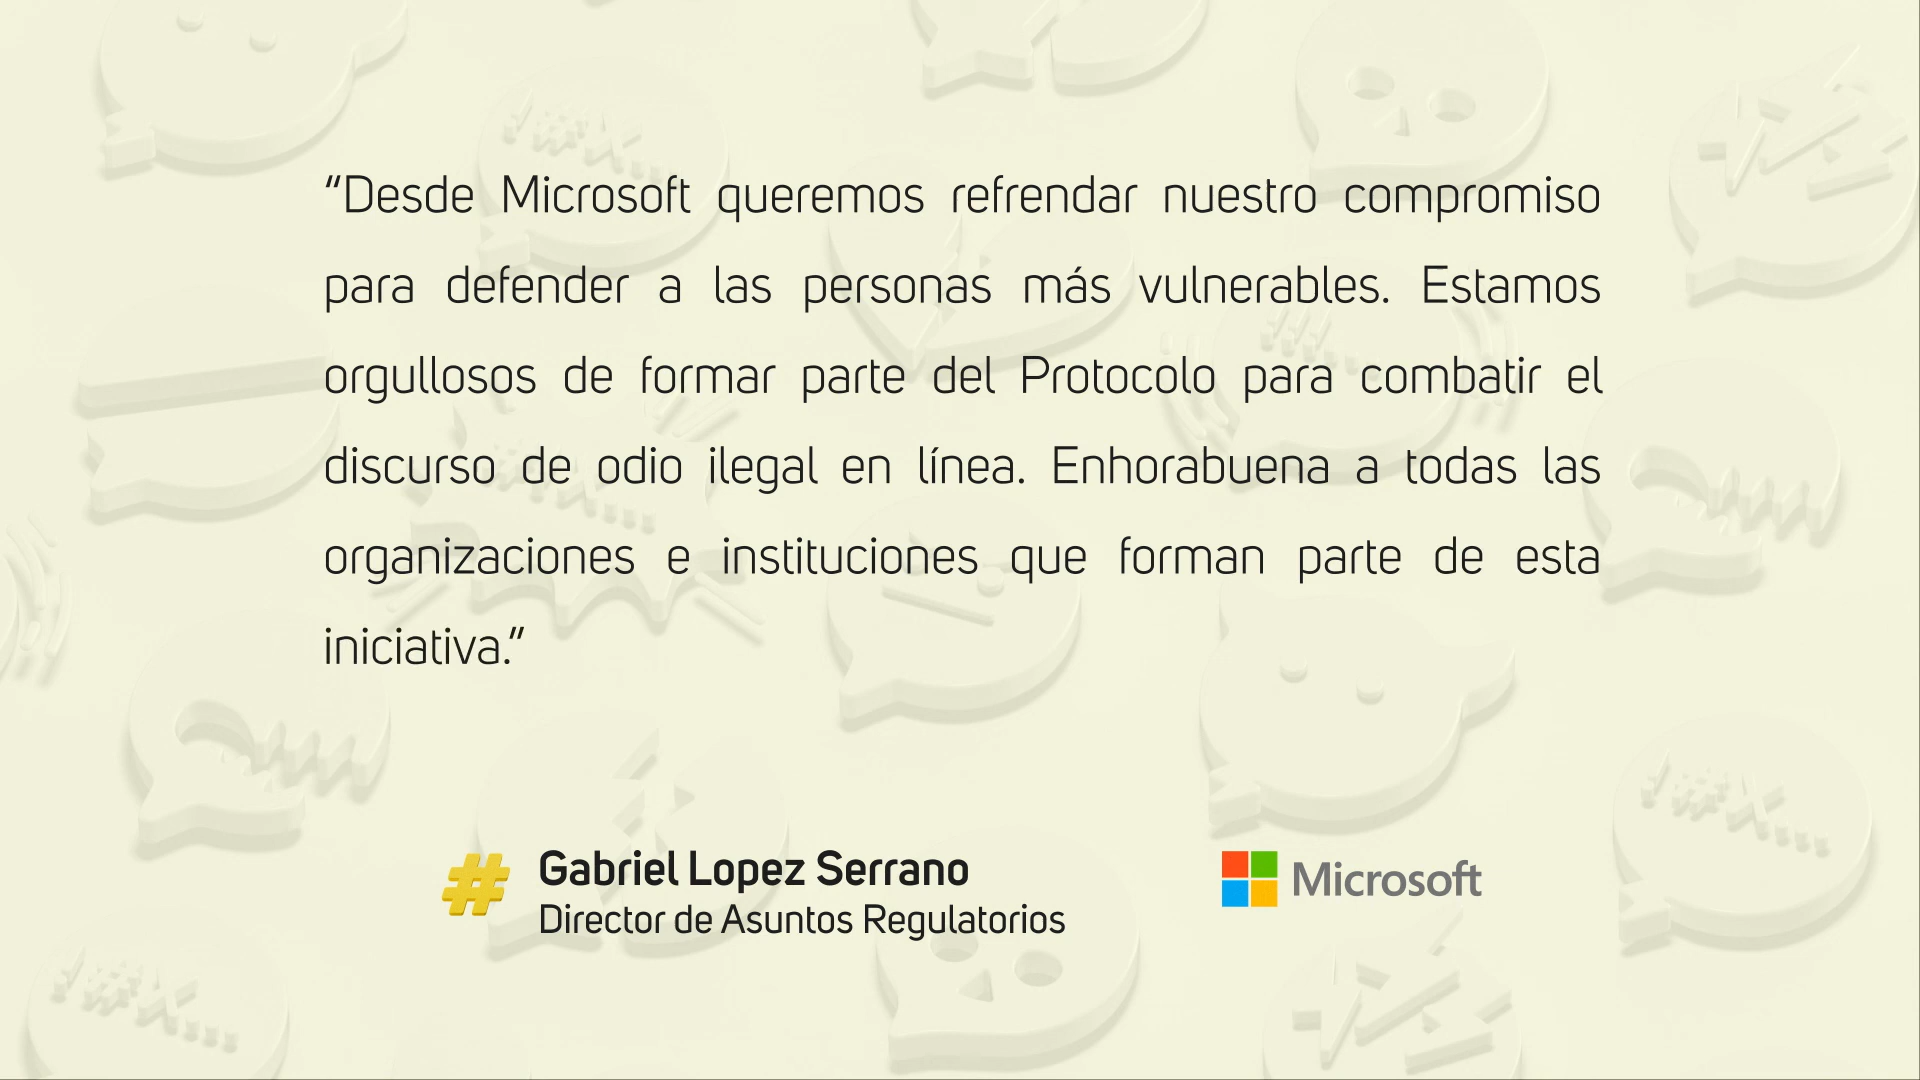 “Desde Microsoft queremos refrendar nuestro compromiso
para defender a las personas más vulnerables. Estamos
orgullosos de formar parte del Protocolo para combatir el
discurso de odio ilegal en línea. Enhorabuena a todas las
organizaciones e instituciones que forman parte de esta
iniciativa.”
# Gabriel Lopez Serrano
Director de Asuntos Regulatorios
Microsoft